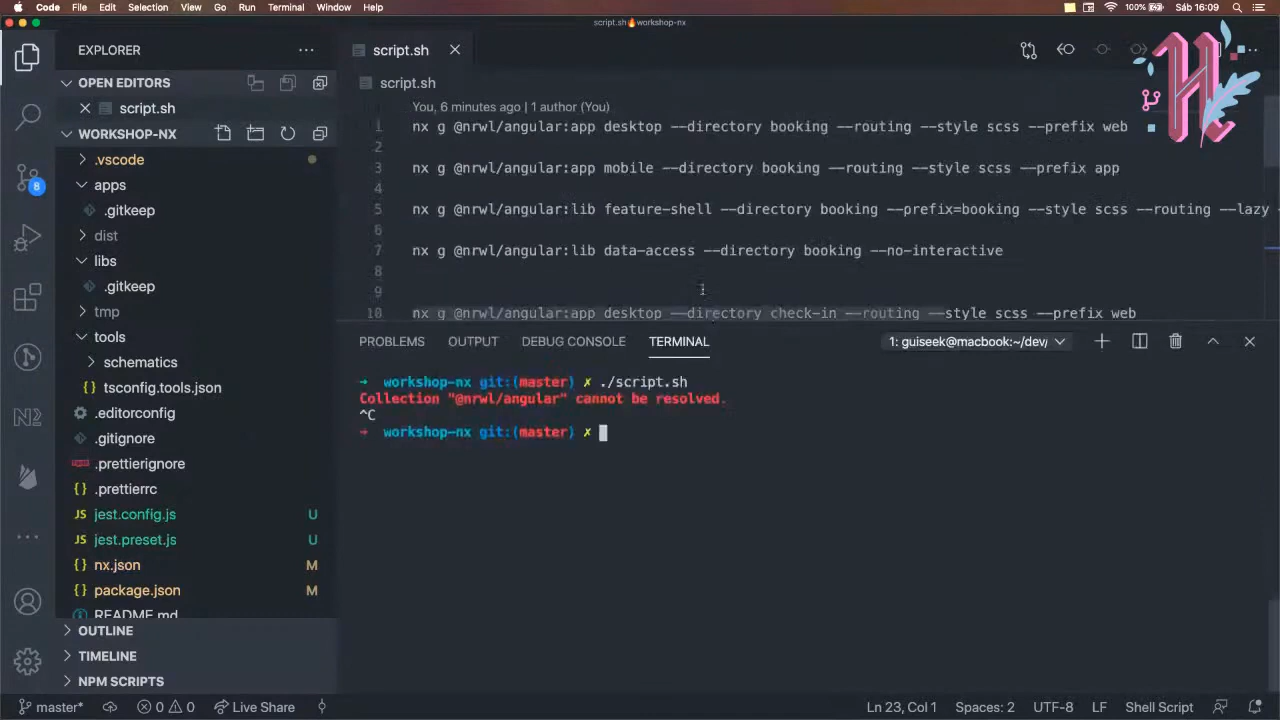 Code File Edit Selection View Go Run Terminal Window Help 100% Sáb 16:09
script.sh🔥workshop-nx
EXPLORER
script.sh
OPEN EDITORS
script.sh
script.sh
You, 6 minutes ago | 1 author (You)
WORKSHOP-NX
.vscode
apps
.gitkeep
dist
libs
.gitkeep
tmp
tools
schematics
tsconfig.tools.json
.editorconfig
.gitignore
.prettierignore
.prettierrc
jest.config.js U
jest.preset.js U
nx.json M
package.json M
README.md
OUTLINE
TIMELINE
NPM SCRIPTS
8
N2
1 nx g @nrwl/angular:app desktop --directory booking --routing --style scss --prefix web
2
3 nx g @nrwl/angular:app mobile --directory booking --routing --style scss --prefix app
4
5 nx g @nrwl/angular:lib feature-shell --directory booking --prefix=booking --style scss --routing --lazy
6
7 nx g @nrwl/angular:lib data-access --directory booking --no-interactive
8
9
10 nx g @nrwl/angular:app desktop --directory check-in --routing --style scss --prefix web
PROBLEMS OUTPUT DEBUG CONSOLE TERMINAL 1: guiseek@macbook:~/dev/
→ workshop-nx git:(master) ✗ ./script.sh
Collection "@nrwl/angular" cannot be resolved.
^C
→ workshop-nx git:(master) ✗
master* 0 0 Live Share Ln 23, Col 1 Spaces: 2 UTF-8 LF Shell Script
H